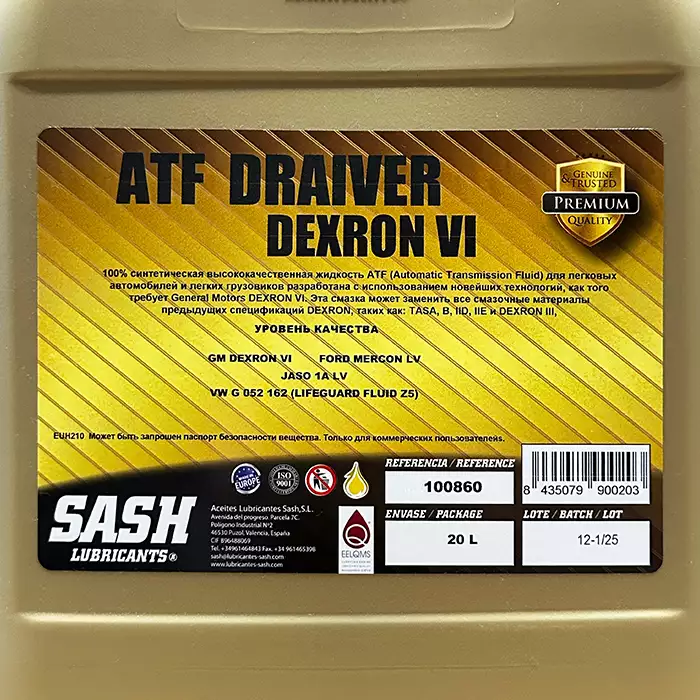 ATF DRAIVER
DEXRON VI
GENUINE
& TRUSTED
PREMIUM
QUALITY
100% синтетическая высококачественная жидкость ATF (Automatic Transmission Fluid) для легковых
автомобилей и легких грузовиков разработана с использованием новейших технологий, как того
требует General Motors DEXRON VI. Эта смазка может заменить все смазочные материалы
предыдущих спецификаций DEXRON, таких как: TASA, B, IID, IIE и DEXRON III,
УРОВЕНЬ КАЧЕСТВА
GM DEXRON VI FORD MERCON LV
JASO 1A LV
VW G 052 162 (LIFEGUARD FLUID Z5)
EUH210 Может быть запрошен паспорт безопасности вещества. Только для коммерческих пользователейs.
SASH
LUBRICANTS®
EUROPE
ISO
9001
Aceites Lubricantes Sash,S.L.
Avenida del progreso. Parcela 7C.
Polígono Industrial Nº2
46530 Puzol, Valencia, España
CIF B96488069
Tel. +34961464843 Fax. +34 961465398
sash@lubricantes-sash.com
www.lubricantes-sash.com
EELQMS
REFERENCIA / REFERENCE
100860
ENVASE / PACKAGE
20 L
8 435079 900203
LOTE / BATCH / LOT
12-1/25